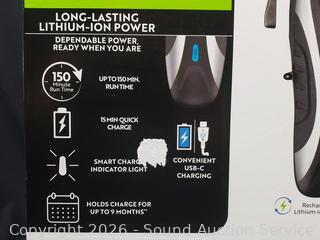 LONG-LASTING
LITHIUM-ION POWER
DEPENDABLE POWER,
READY WHEN YOU ARE
150
Minute
Run Time
UP TO 150 MIN.
RUN TIME
15 MIN QUICK
CHARGE
SMART CHARGE
INDICATOR LIGHT
CONVENIENT
USB-C
CHARGING
HOLDS CHARGE FOR
UP TO 9 MONTHS**
Lithium-
Copyright 2026 - Sound Auction Service